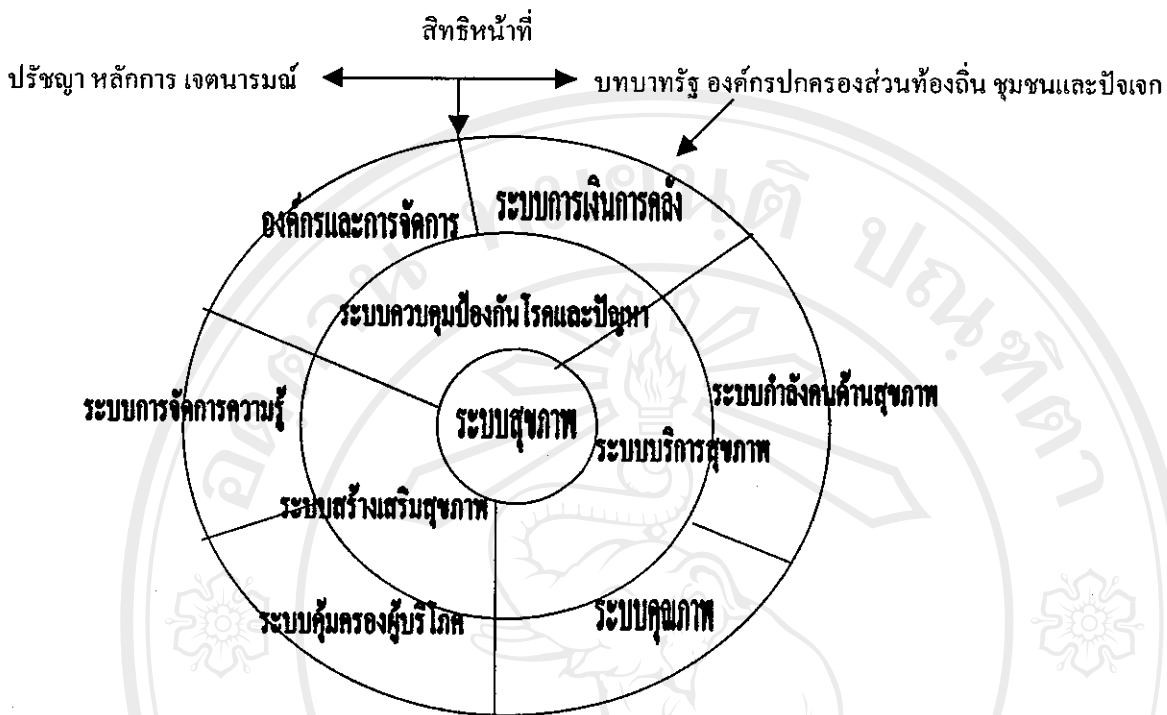 สิทธิหน้าที่
ปรัชญา หลักการ เจตนารมณ์
บทบาทรัฐ องค์กรปกครองส่วนท้องถิ่น ชุมชนและปัจเจก
องค์กรและการจัดการ
ระบบการเงินการคลัง
ระบบควบคุมป้องกันโรคและปัญหา
ระบบการจัดการความรู้
ระบบสุขภาพ
ระบบกำลังคนด้านสุขภาพ
ระบบบริการสุขภาพ
ระบบสร้างเสริมสุขภาพ
ระบบคุ้มครองผู้บริโภค
ระบบคุณภาพ